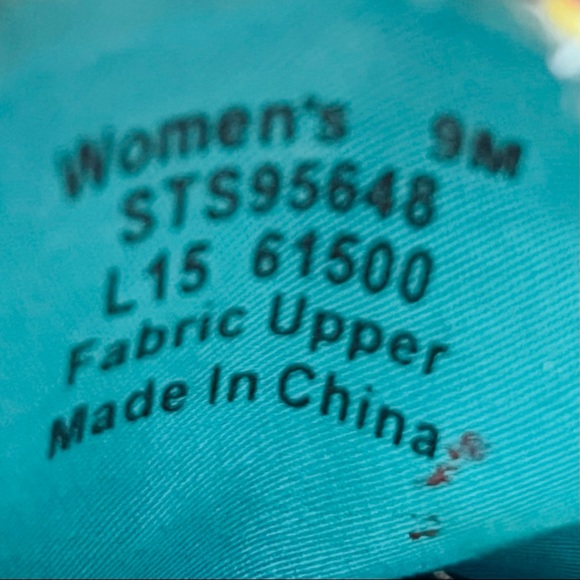 Women's 9M
STS95648
L15 61500
Fabric Upper
Made In China